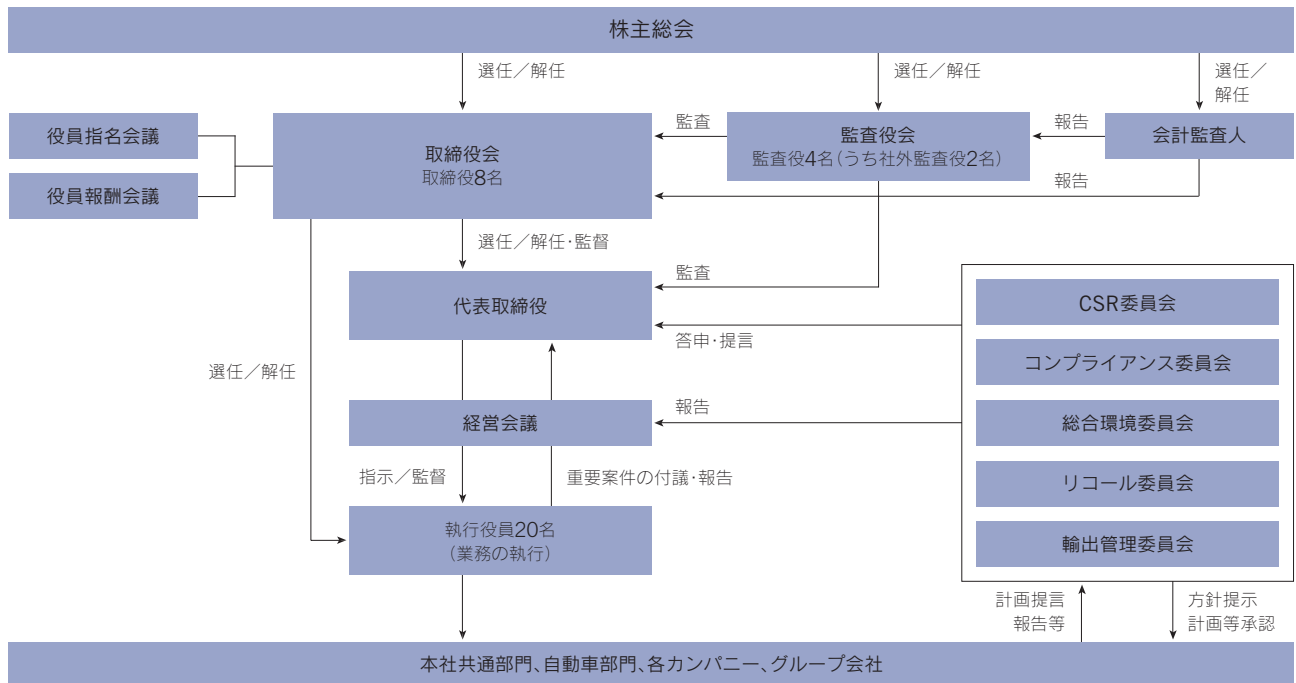 株主総会
選任／解任
選任／解任
選任／
解任
役員指名会議
役員報酬会議
取締役会
取締役8名
監査
監査役会
監査役4名（うち社外監査役2名）
報告
会計監査人
報告
選任／解任・監督
代表取締役
監査
答申・提言
CSR委員会
コンプライアンス委員会
総合環境委員会
リコール委員会
輸出管理委員会
選任／解任
経営会議
報告
指示／監督
重要案件の付議・報告
執行役員20名
（業務の執行）
計画提言
報告等
方針提示
計画等承認
本社共通部門、自動車部門、各カンパニー、グループ会社